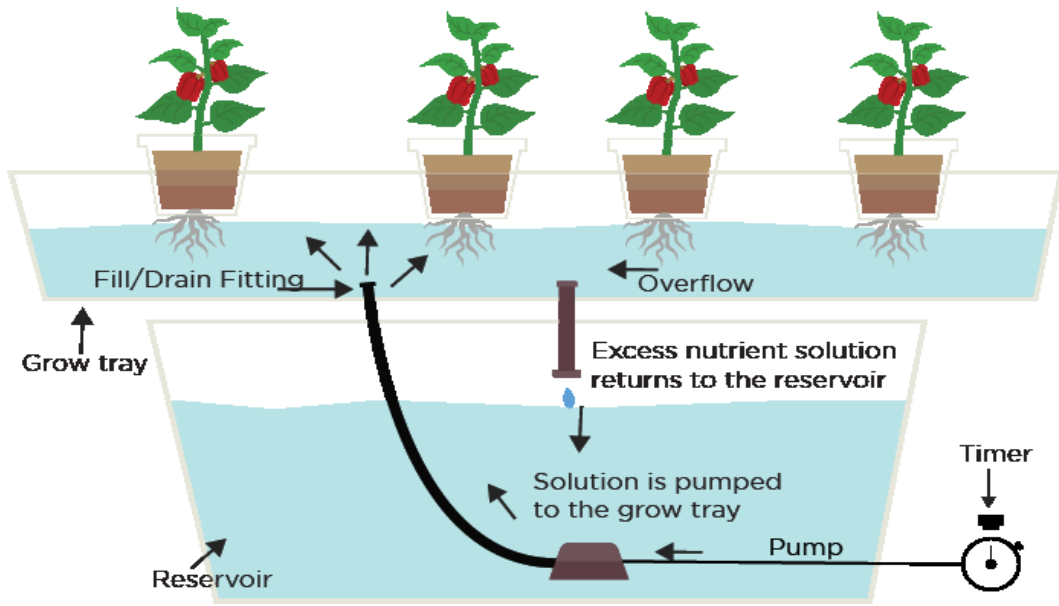 Fill/Drain Fitting
Overflow
Grow tray
Excess nutrient solution
returns to the reservoir
Timer
Solution is pumped
to the grow tray
Pump
Reservoir